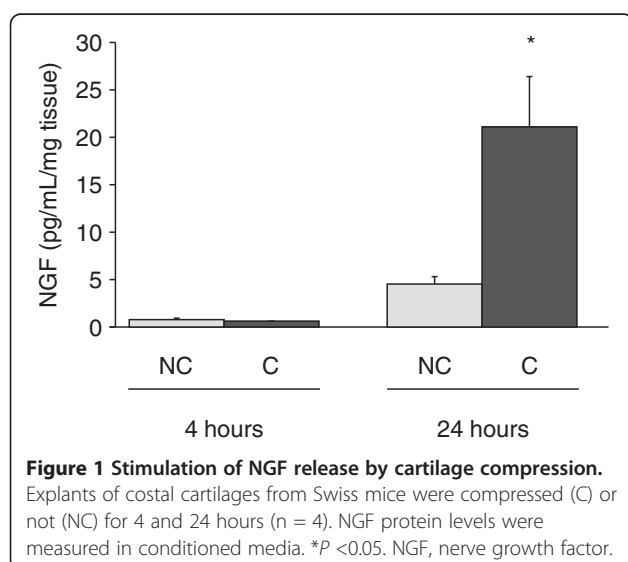 30
*
25
20
15
10
5
0
NGF (pg/mL/mg tissue)
NC C NC C
4 hours 24 hours
Figure 1 Stimulation of NGF release by cartilage compression.
Explants of costal cartilages from Swiss mice were compressed (C) or
not (NC) for 4 and 24 hours (n = 4). NGF protein levels were
measured in conditioned media. *P <0.05. NGF, nerve growth factor.